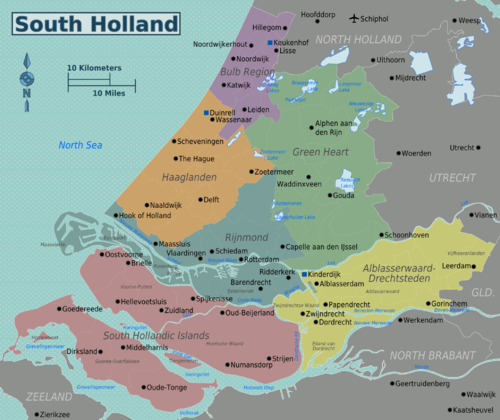 South Holland
10 Kilometers
10 Miles
North Sea
Hoofddorp
Schiphol
Weesp
Hillegom
NORTH HOLLAND
Noordwijkerhout
Keukenhof
Lisse
Noordwijk
Uithoorn
Bulb Region
Mijdrecht
Katwijk
Leiden
Duinrell
Wassenaar
Alphen aan
den Rijn
Scheveningen
Green Heart
The Hague
Woerden
Utrecht
Haaglanden
Zoetermeer
UTRECHT
Waddinxveen
Gouda
Delft
Naaldwijk
Hook of Holland
Vianen
Rijnmond
Schoonhoven
Maassluis
Capelle aan den IJssel
Schiedam
Vlaardingen
Rotterdam
Oostvoorne
Brielle
Alblasserwaard-
Drechtsteden
Leerdam
Ridderkerk
Kinderdijk
Barendrecht
Alblasserdam
GLD.
Hellevoetsluis
Spijkenisse
Papendrecht
Gorinchem
Goedereede
Zuidland
Oud-Beijerland
Zwijndrecht
Dordrecht
Werkendam
South Hollandic Islands
Middelharnis
Dirksland
Strijen
NORTH BRABANT
Numansdorp
Geertruidenberg
Oude-Tonge
ZEELAND
Waalwijk
Zierikzee
Kaatsheuvel